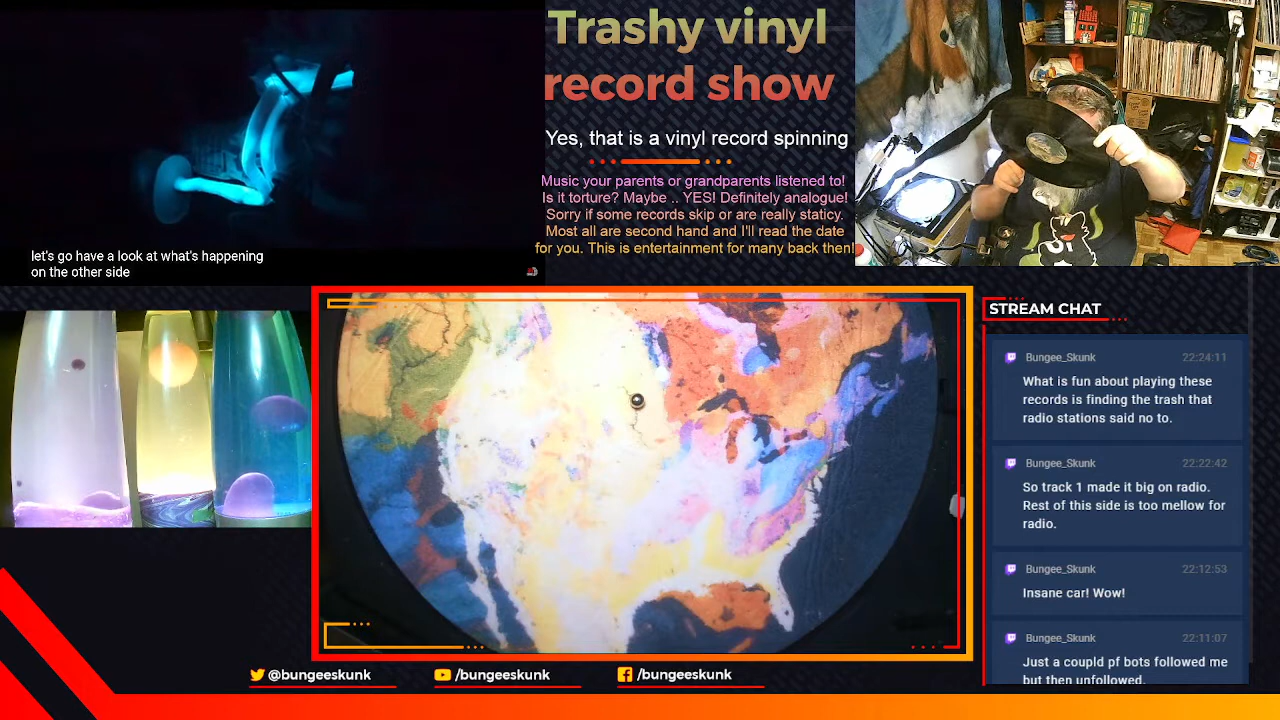 Trashy vinyl
record show
Yes, that is a vinyl record spinning
Music your parents or grandparents listened to!
Is it torture? Maybe .. YES! Definitely analogue!
Sorry if some records skip or are really staticy.
Most all are second hand and I'll read the date
for you. This is entertainment for many back then!
let's go have a look at what's happening
on the other side
STREAM CHAT
Bungee_Skunk 22:24:11
What is fun about playing these
records is finding the trash that
radio stations said no to.
Bungee_Skunk 22:22:42
So track 1 made it big on radio.
Rest of this side is too mellow for
radio.
Bungee_Skunk 22:12:53
Insane car! Wow!
Bungee_Skunk 22:11:07
Just a coupld pf bots followed me
but then unfollowed.
@bungeeskunk
/bungeeskunk
/bungeeskunk